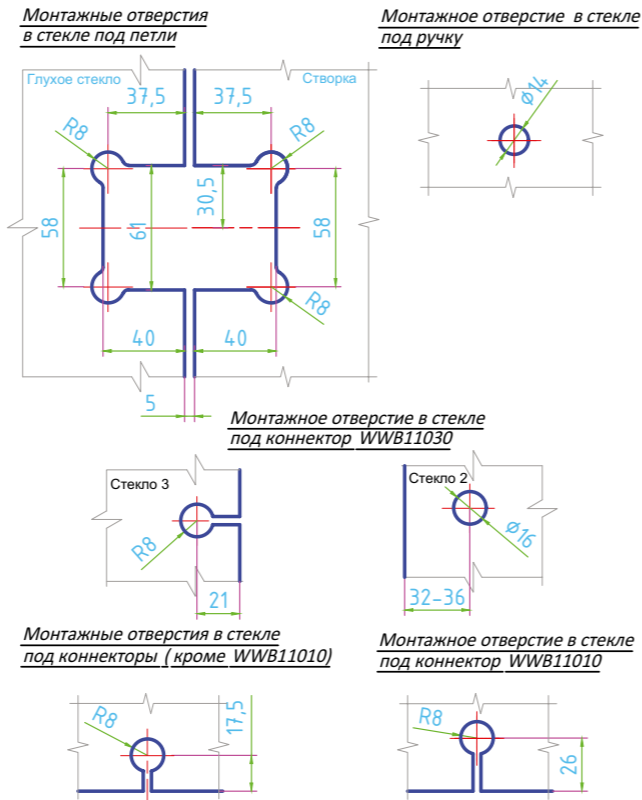 Монтажные отверстия
в стекле под петли
Монтажное отверстие в стекле
под ручку
Глухое стекло
Створка
37,5
37,5
R8
R8
58
61
30,5
58
R8
40
40
5
⌀14
Монтажное отверстие в стекле
под коннектор WWB11030
Стекло 3
R8
21
Стекло 2
⌀16
32-36
Монтажные отверстия в стекле
под коннекторы (кроме WWB11010)
R8
17,5
Монтажное отверстие в стекле
под коннектор WWB11010
R8
26